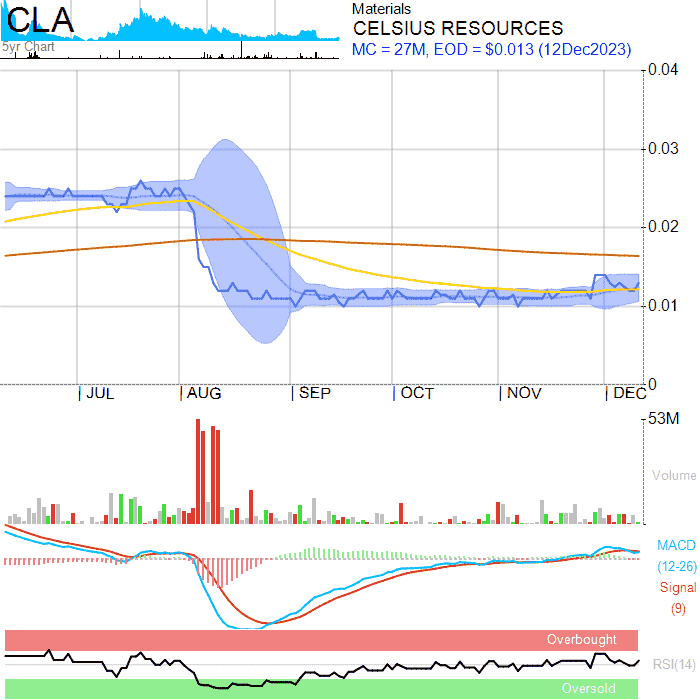 CLA
5yr Chart
Materials
CELSIUS RESOURCES
MC = 27M, EOD = $0.013 (12Dec2023)
0.04
0.03
0.02
0.01
0
JUL AUG SEP OCT NOV DEC
53M
Volume
MACD
(12-26)
Signal
(9)
Overbought
RSI(14)
Oversold